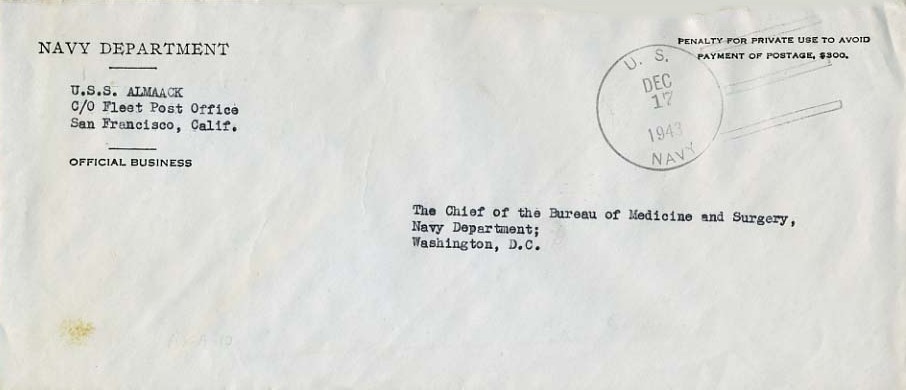 NAVY DEPARTMENT
U.S.S. ALMAACK
C/O Fleet Post Office
San Francisco, Calif.
OFFICIAL BUSINESS
PENALTY FOR PRIVATE USE TO AVOID
PAYMENT OF POSTAGE, $300.
U. S.
DEC
17
1943
NAVY
The Chief of the Bureau of Medicine and Surgery,
Navy Department;
Washington, D.C.